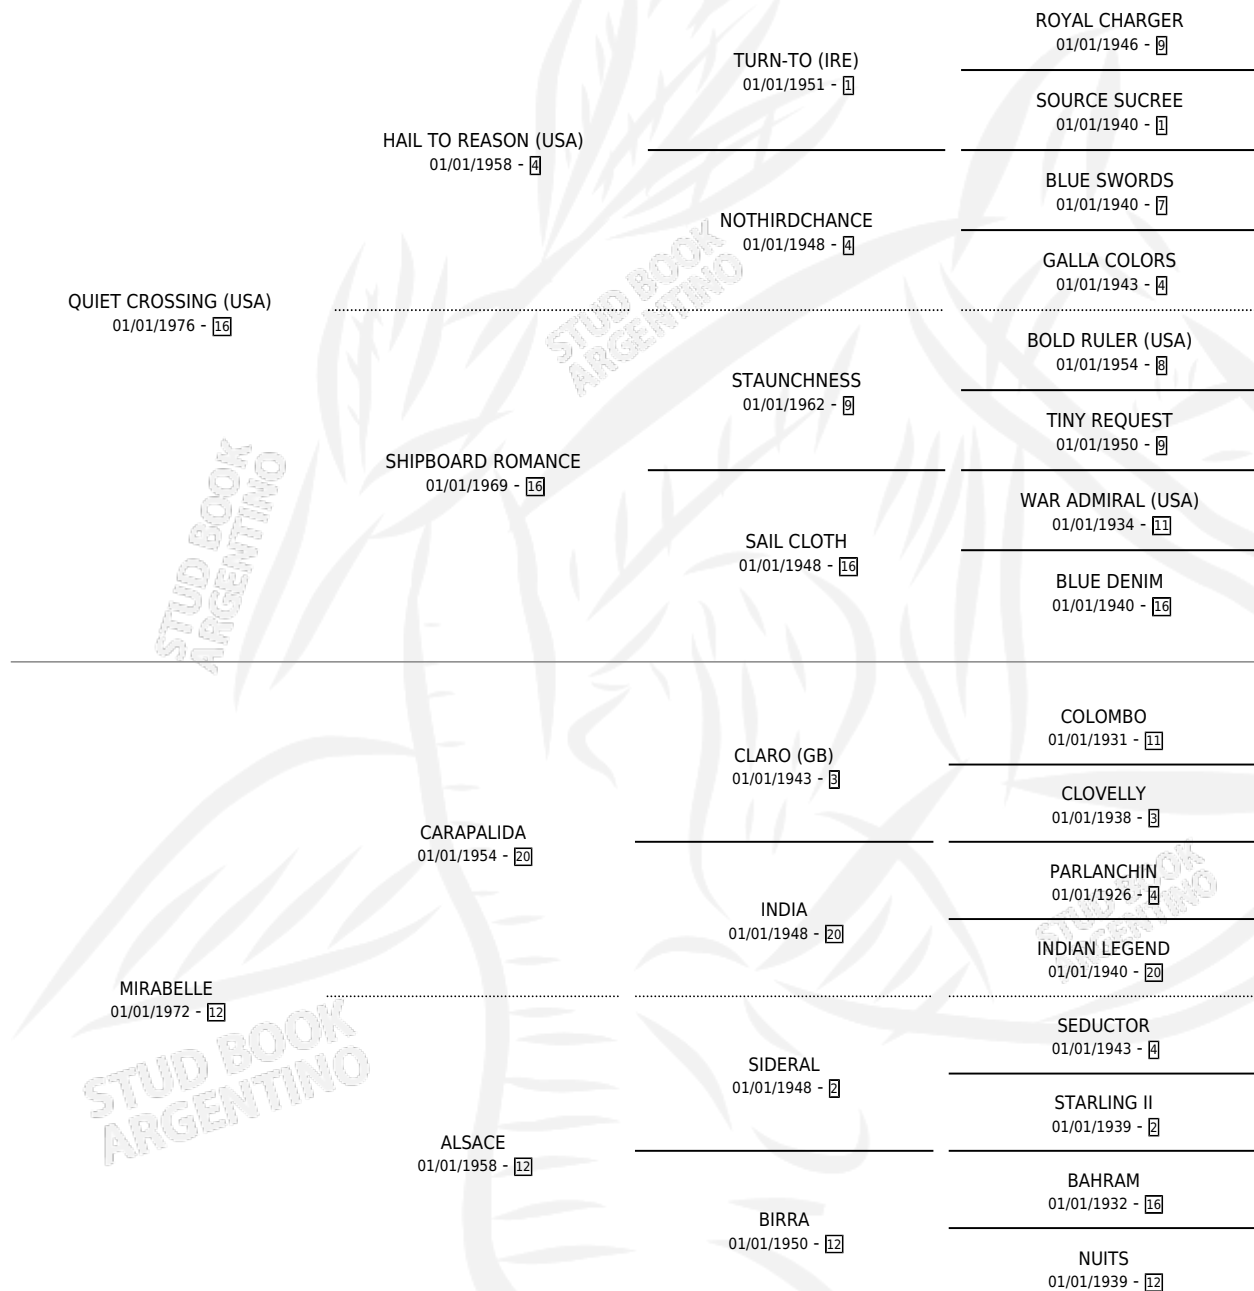 ROYAL CHARGER
01/01/1946 - 9
TURN-TO (IRE)
01/01/1951 - 1
SOURCE SUCREE
01/01/1940 - 1
HAIL TO REASON (USA)
01/01/1958 - 4
BLUE SWORDS
01/01/1940 - 7
NOTHIRDCHANCE
01/01/1948 - 4
GALLA COLORS
01/01/1943 - 4
QUIET CROSSING (USA)
01/01/1976 - 16
BOLD RULER (USA)
01/01/1954 - 8
STAUNCHNESS
01/01/1962 - 9
TINY REQUEST
01/01/1950 - 9
SHIPBOARD ROMANCE
01/01/1969 - 16
WAR ADMIRAL (USA)
01/01/1934 - 11
SAIL CLOTH
01/01/1948 - 16
BLUE DENIM
01/01/1940 - 16
COLOMBO
01/01/1931 - 11
CLARO (GB)
01/01/1943 - 3
CLOVELLY
01/01/1938 - 3
CARAPALIDA
01/01/1954 - 20
PARLANCHIN
01/01/1926 - 4
INDIA
01/01/1948 - 20
INDIAN LEGEND
01/01/1940 - 20
MIRABELLE
01/01/1972 - 12
SEDUCTOR
01/01/1943 - 4
SIDERAL
01/01/1948 - 2
STARLING II
01/01/1939 - 2
ALSACE
01/01/1958 - 12
BAHRAM
01/01/1932 - 16
BIRRA
01/01/1950 - 12
NUITS
01/01/1939 - 12
STUD BOOK
ARGENTINO
STUD BOOK
ARGENTINO
STUD BOOK
ARGENTINO
STUD BOOK
ARGENTINO